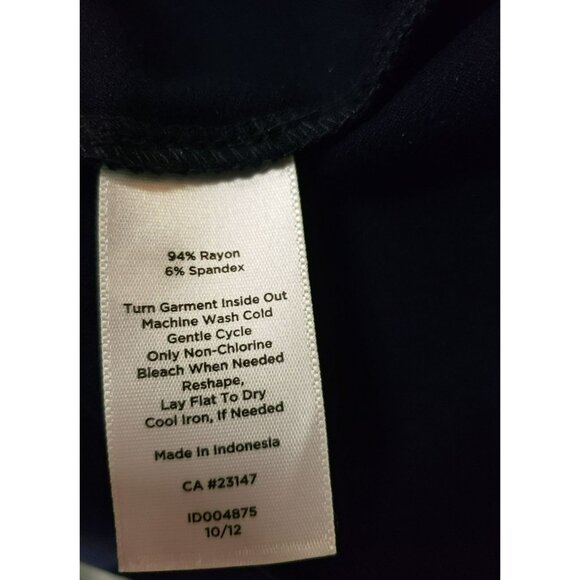 94% Rayon
6% Spandex
Turn Garment Inside Out
Machine Wash Cold
Gentle Cycle
Only Non-Chlorine
Bleach When Needed
Reshape,
Lay Flat To Dry
Cool Iron, If Needed
Made In Indonesia
CA #23147
ID004875
10/12